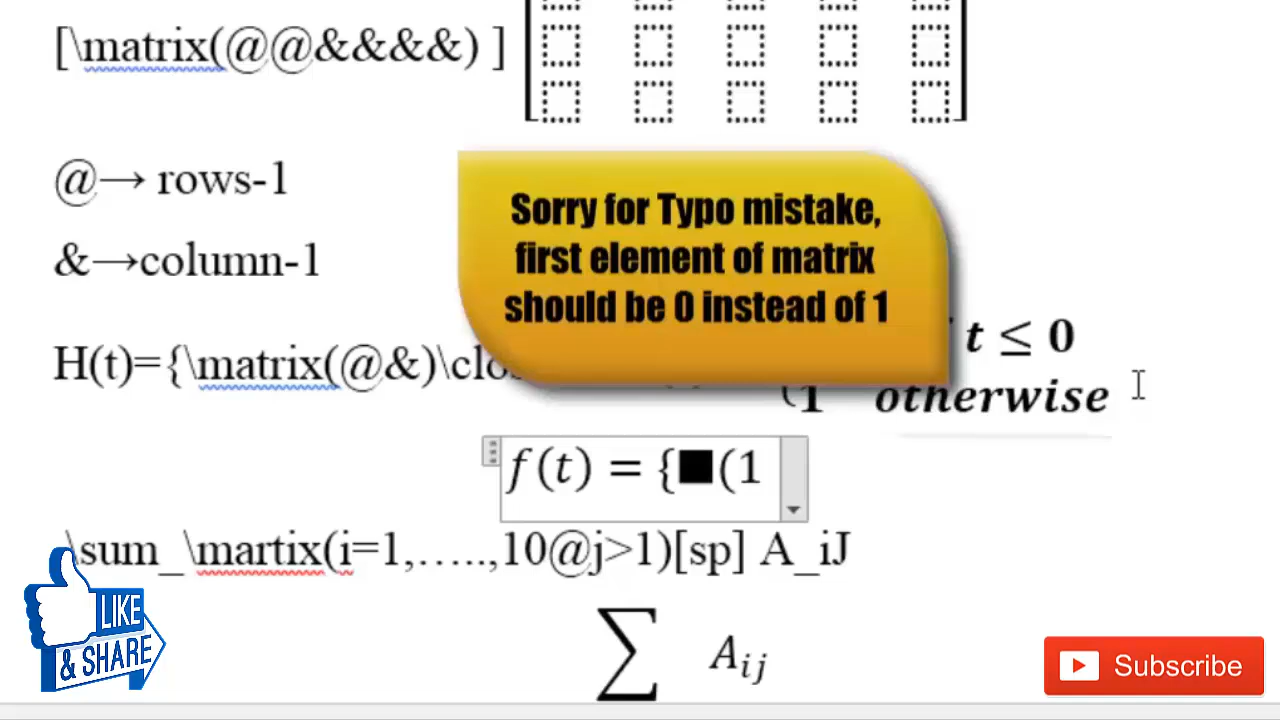 [\matrix(@@&&&&) ]
@→ rows-1
Sorry for Typo mistake,
first element of matrix
should be 0 instead of 1
&→column-1
t ≤ 0
H(t)={\matrix(@&)\clo
(1 otherwise
f(t) = {■(1
\sum_\martix(i=1,…..,10@j>1)[sp] A_iJ
∑ A_ij
LIKE
& SHARE
Subscribe